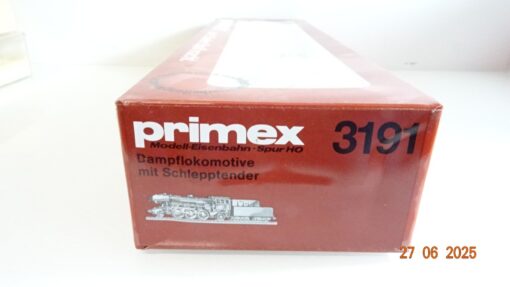 primex
3191
Modell-Eisenbahn · Spur HO
Dampflokomotive
mit Schlepptender
27 06 2025